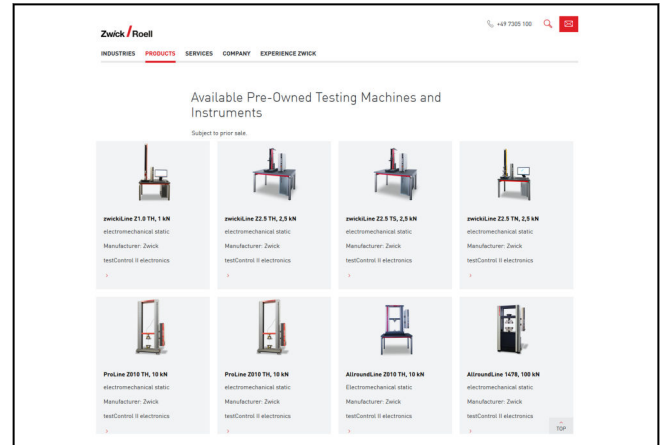 +49 7305 100
Zwick / Roell
INDUSTRIES PRODUCTS SERVICES COMPANY EXPERIENCE ZWICK
Available Pre-Owned Testing Machines and
Instruments
Subject to prior sale.
zwickiLine Z1.0 TH, 1 kN
electromechanical static
Manufacturer: Zwick
testControl II electronics
zwickiLine Z2.5 TH, 2,5 kN
electromechanical static
Manufacturer: Zwick
testControl II electronics
zwickiLine Z2.5 TS, 2,5 kN
electromechanical static
Manufacturer: Zwick
testControl II electronics
zwickiLine Z2.5 TN, 2,5 kN
electromechanical static
Manufacturer: Zwick
testControl II electronics
ProLine Z010 TH, 10 kN
electromechanical static
Manufacturer: Zwick
testControl II electronics
ProLine Z010 TH, 10 kN
electromechanical static
Manufacturer: Zwick
testControl II electronics
AllroundLine Z010 TH, 10 kN
Electromechanical static
Manufacturer: Zwick
testControl II electronics
AllroundLine 1478, 100 kN
electromechanical static
Manufacturer: Zwick
testControl II electronics
TOP